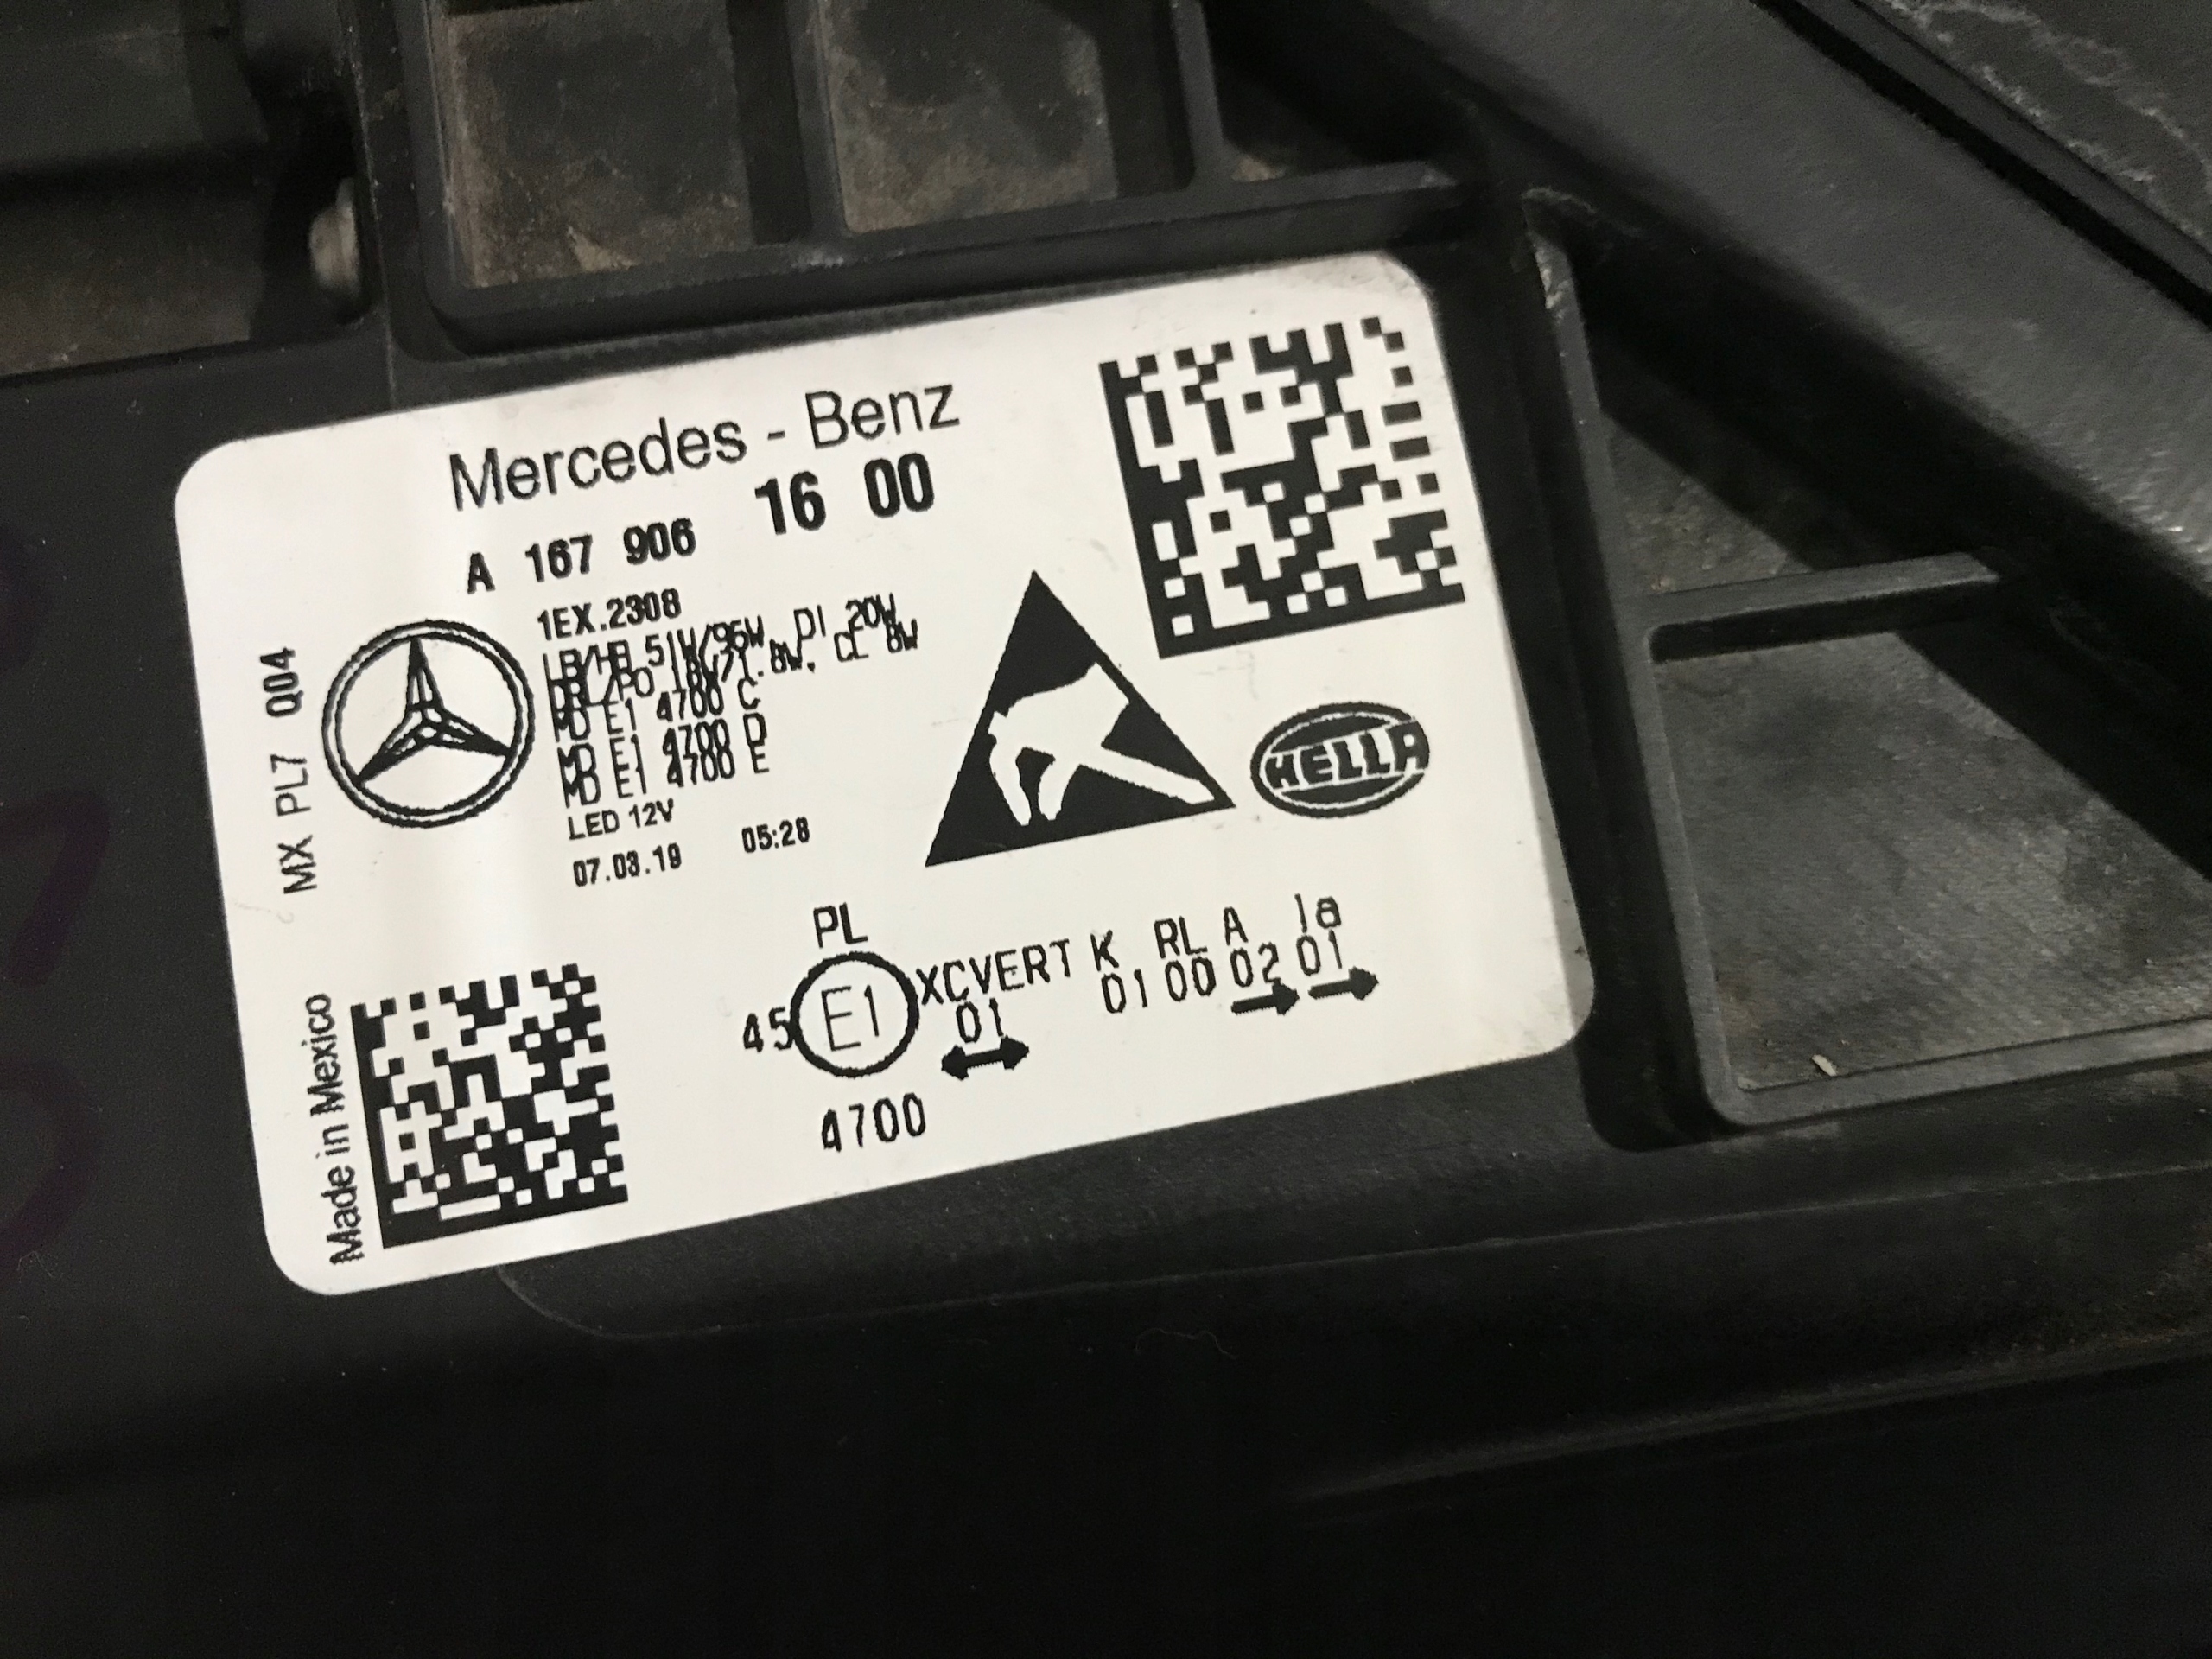 Mercedes - Benz
A 167 906 16 00
1EX.2308
LB/HB 51W/96W, DI 20W
DRL/PO 18W/1.8W, CL 8W
MD E1 4700 C
MD E1 4700 D
MD E1 4700 E
LED 12V
07.03.19 05:28
MX PL7 Q04
HELLA
PL
45 E1 XCVERT K RL A Ia
01 01 00 02 01
4700
Made in Mexico